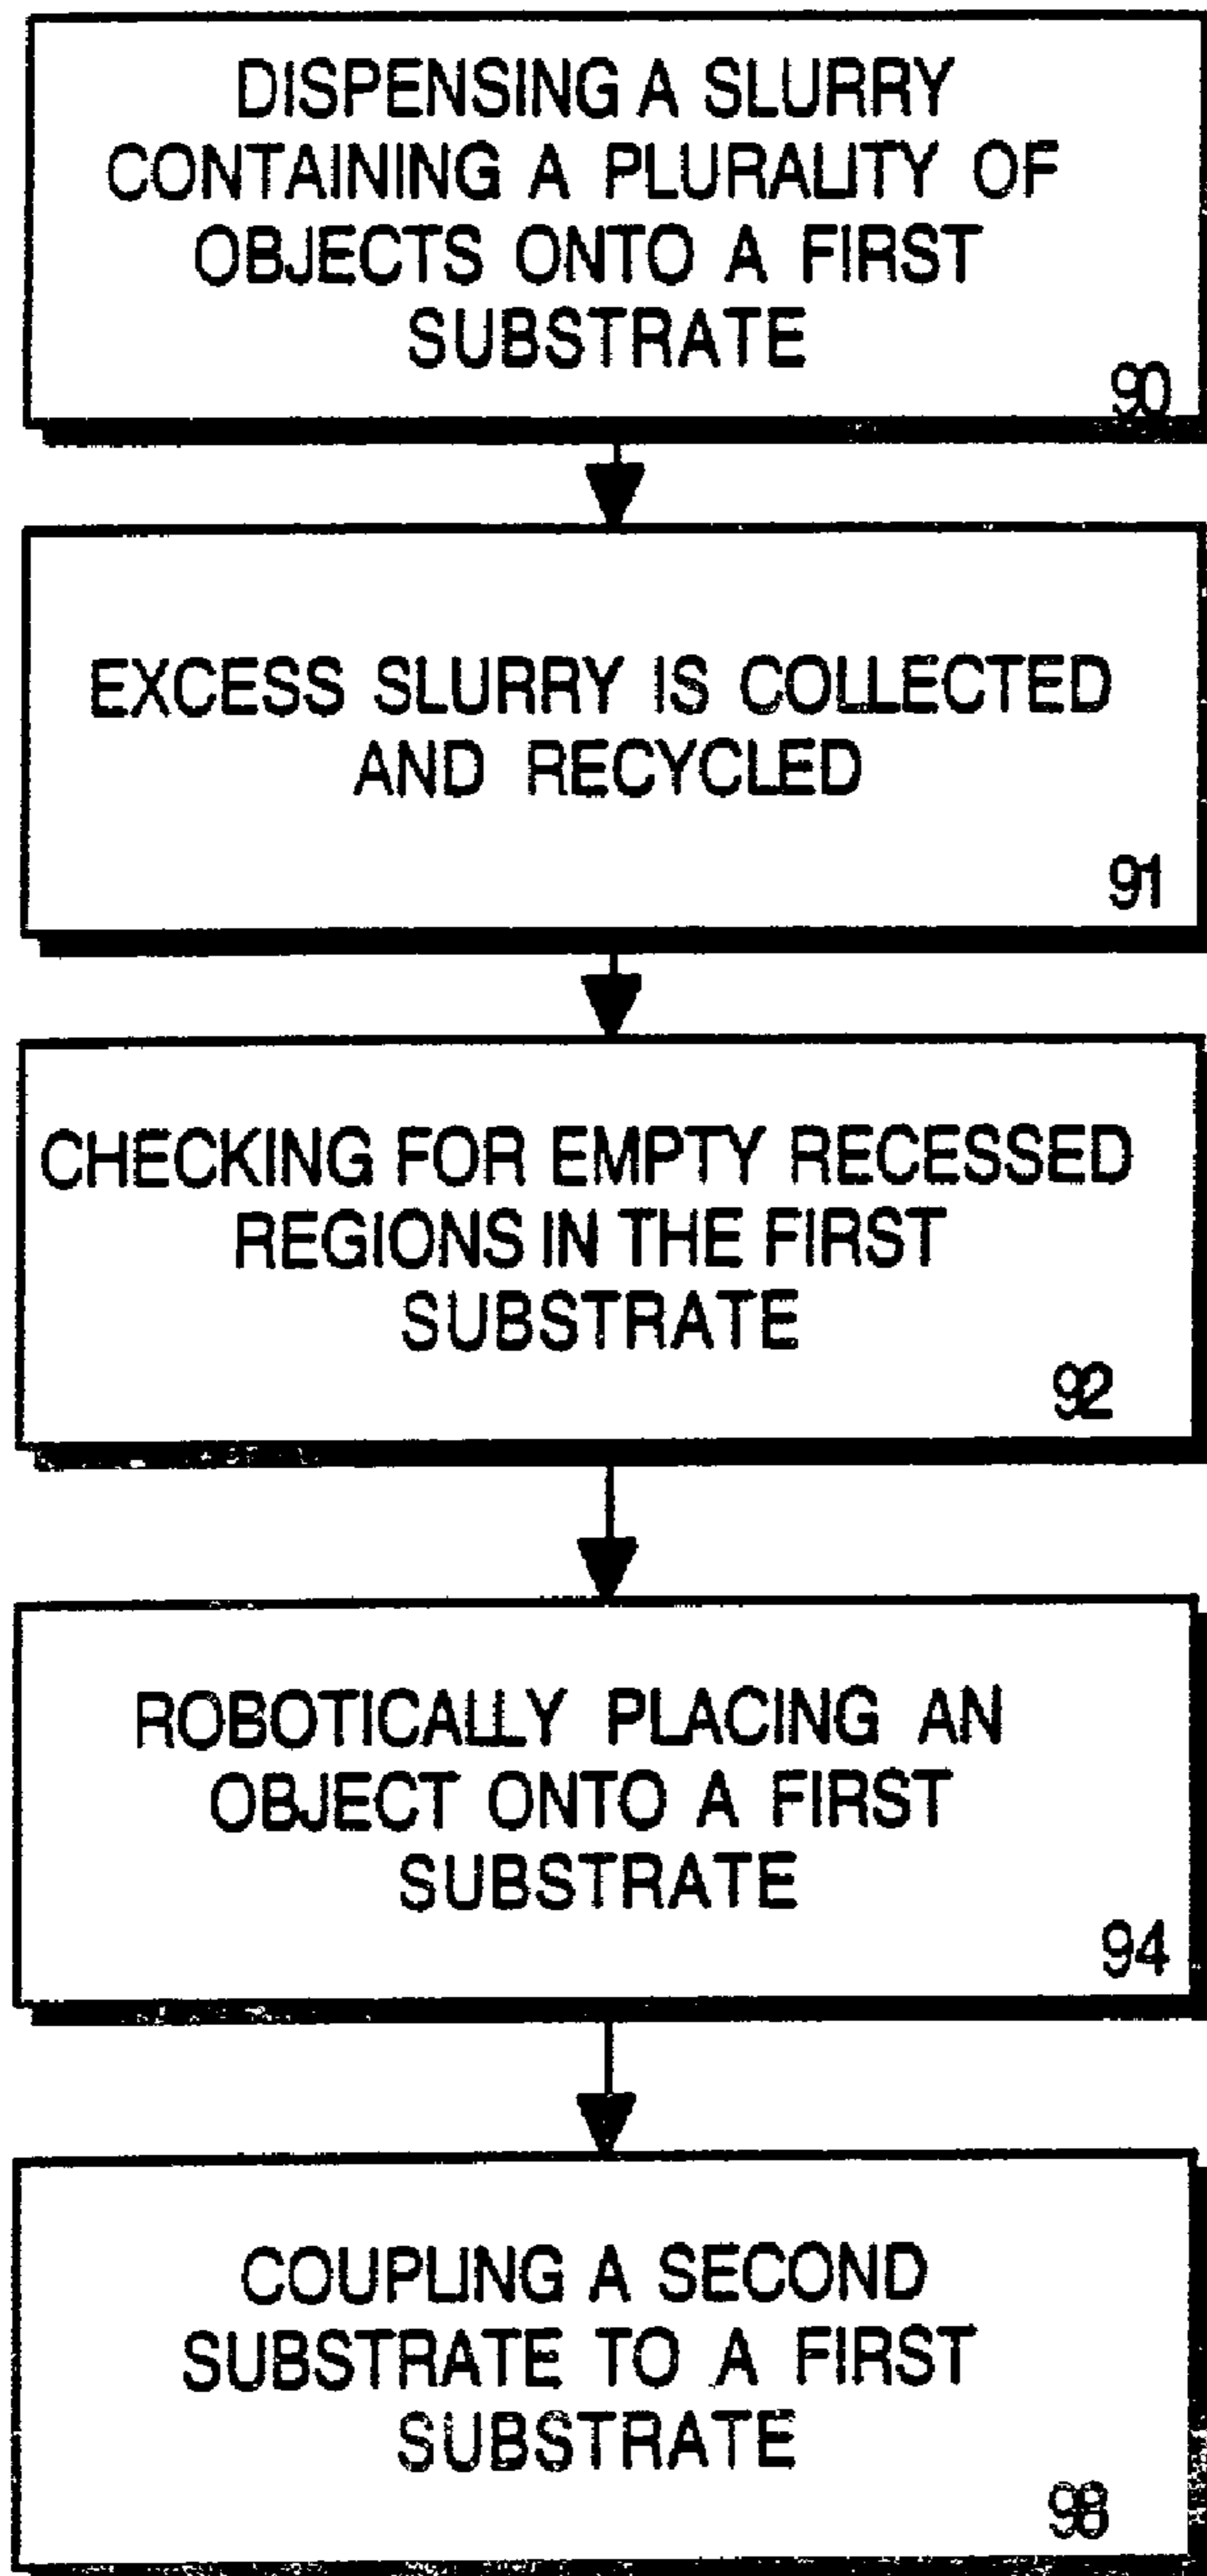 DISPENSING A SLURRY
CONTAINING A PLURALITY OF
OBJECTS ONTO A FIRST
SUBSTRATE
90
EXCESS SLURRY IS COLLECTED
AND RECYCLED
91
CHECKING FOR EMPTY RECESSED
REGIONS IN THE FIRST
SUBSTRATE
92
ROBOTICALLY PLACING AN
OBJECT ONTO A FIRST
SUBSTRATE
94
COUPLING A SECOND
SUBSTRATE TO A FIRST
SUBSTRATE
98